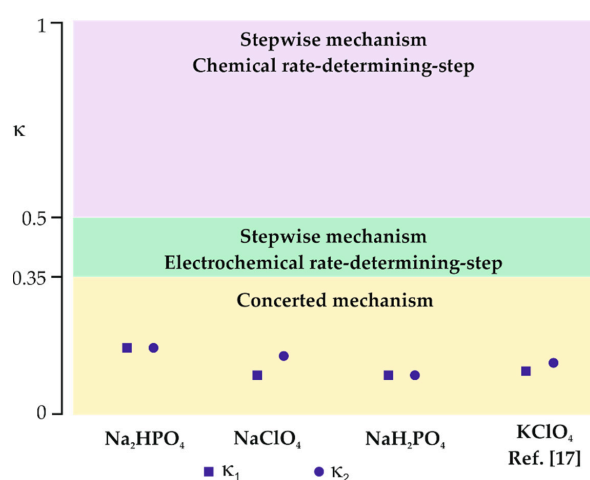 1
Stepwise mechanism
Chemical rate-determining-step
κ
0.5
Stepwise mechanism
Electrochemical rate-determining-step
0.35
Concerted mechanism
0
Na₂HPO₄
NaClO₄
NaH₂PO₄
KClO₄
Ref. [17]
κ₁
κ₂